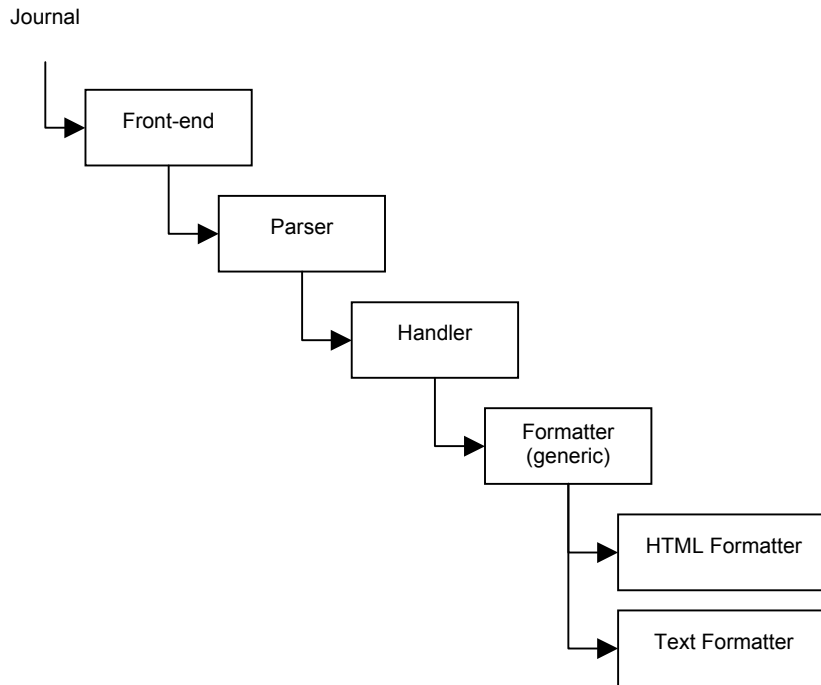 Journal
Front-end
Parser
Handler
Formatter
(generic)
HTML Formatter
Text Formatter